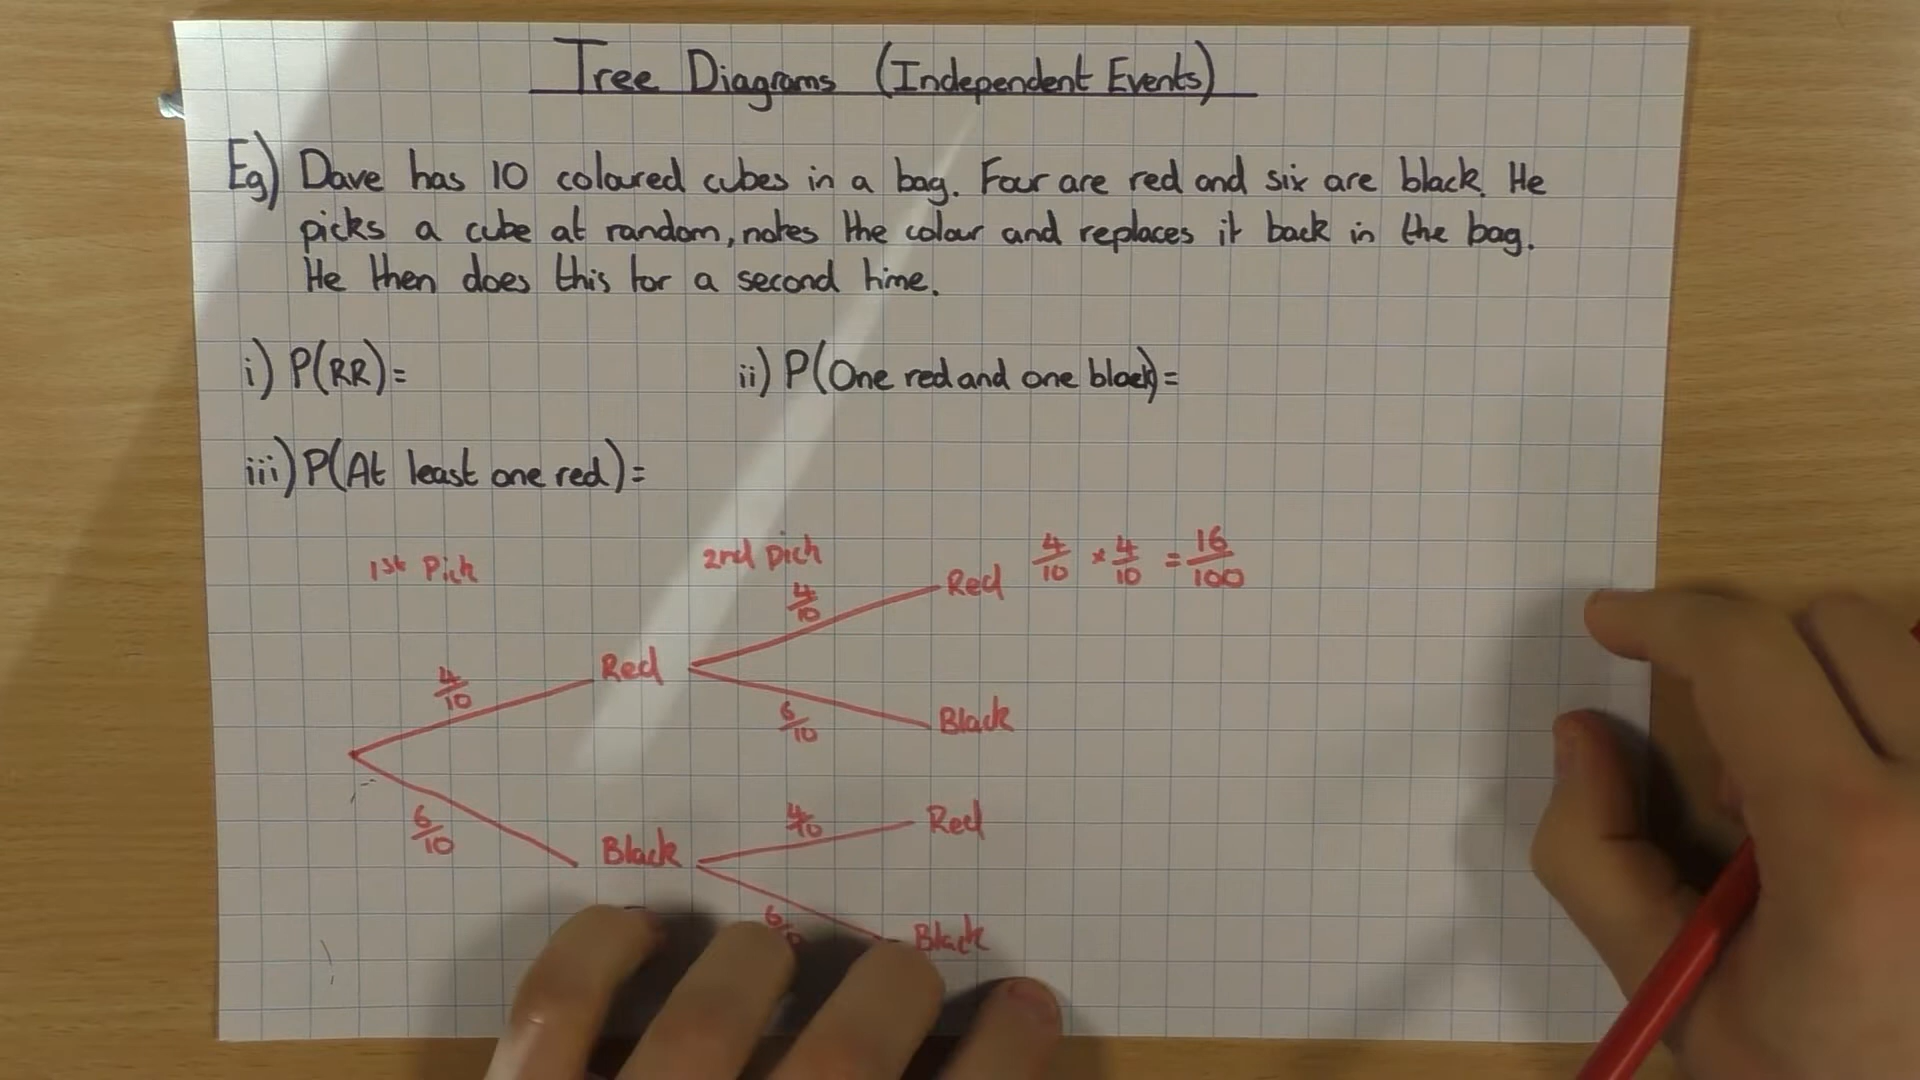 Tree Diagrams (Independent Events)
Eg) Dave has 10 coloured cubes in a bag. Four are red and six are black. He
picks a cube at random, notes the colour and replaces it back in the bag.
He then does this for a second time.
i) P(RR)=
ii) P(One red and one black)=
iii) P(At least one red)=
1st Pick
2nd Pick
4/10
Red
4/10 × 4/10 = 16/100
4/10
Red
6/10
Black
6/10
Black
4/10
Red
6/10
Black